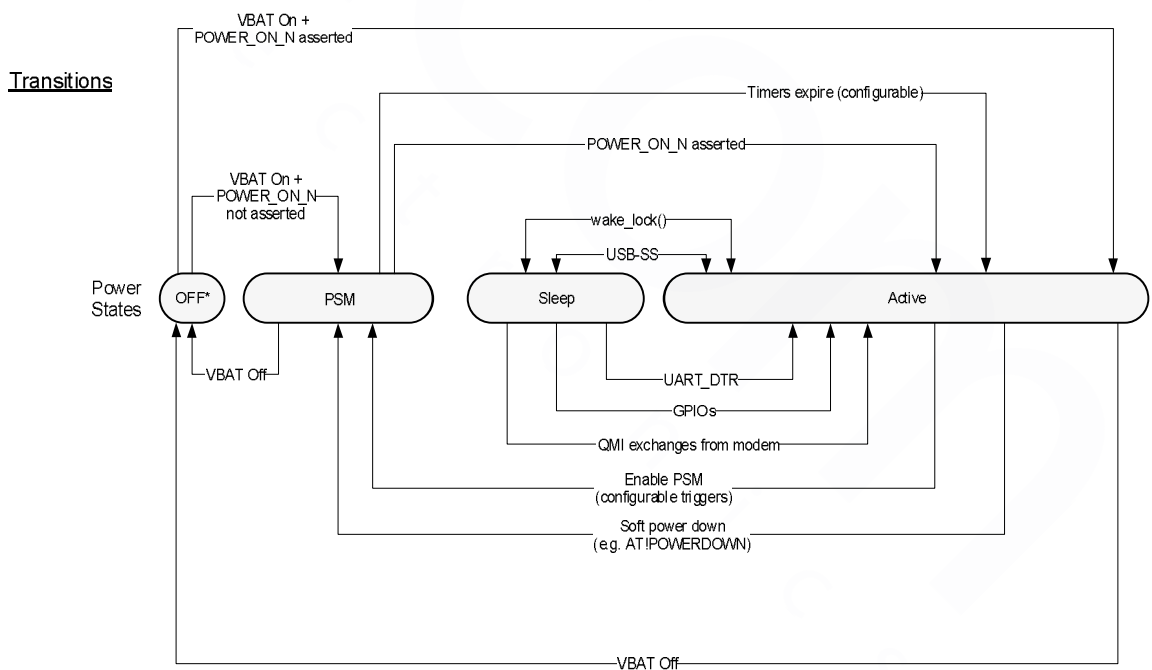 VBAT On +
POWER_ON_N asserted
Transitions
Timers expire (configurable)
POWER_ON_N asserted
VBAT On +
POWER_ON_N
not asserted
wake_lock()
USB-SS
Power
States
OFF*
PSM
Sleep
Active
VBAT Off
UART_DTR
GPIOs
QMI exchanges from modem
Enable PSM
(configurable triggers)
Soft power down
(e.g. AT!POWERDOWN)
VBAT Off